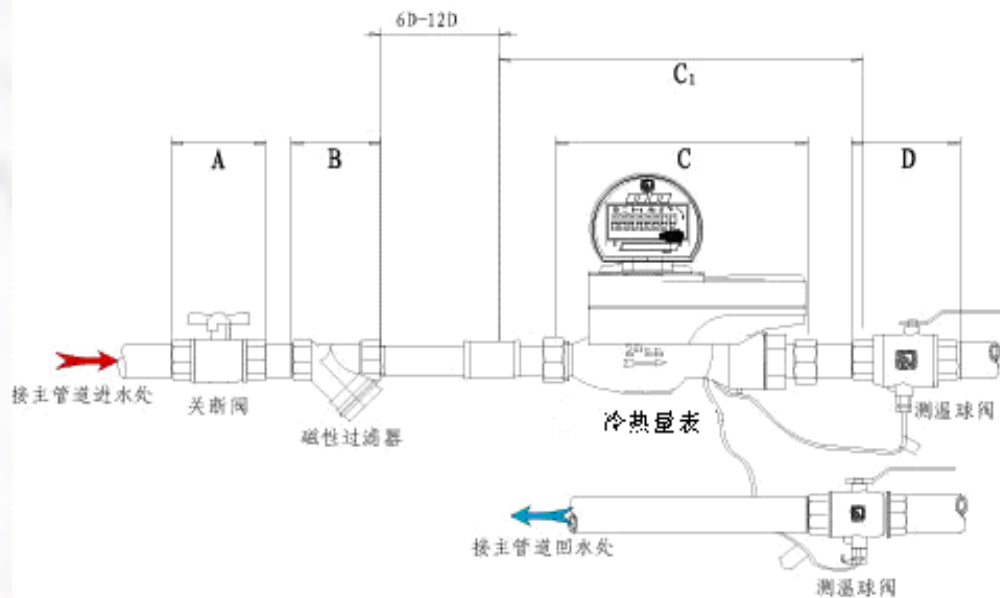 6D-12D
C₁
A
B
C
D
接主管道进水处
关断阀
磁性过滤器
冷热量表
测温球阀
接主管道回水处
测温球阀